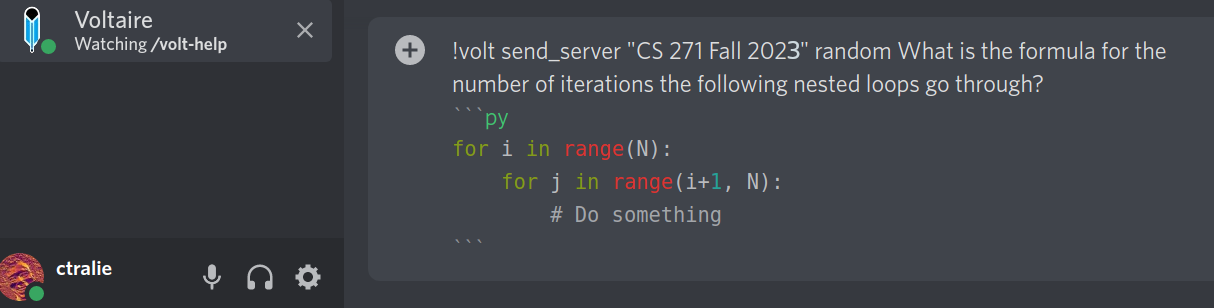 Voltaire
Watching /volt-help
!volt send_server "CS 271 Fall 2023" random What is the formula for the
number of iterations the following nested loops go through?
```py
for i in range(N):
    for j in range(i+1, N):
        # Do something
```
ctralie